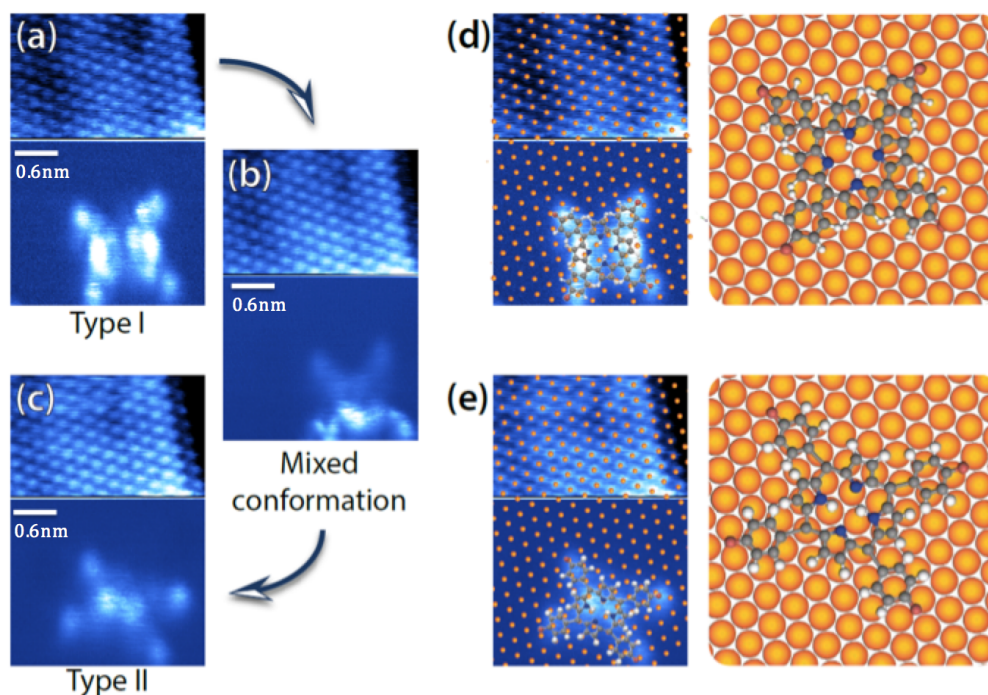 (a)
0.6nm
Type I
(b)
0.6nm
Mixed
conformation
(c)
0.6nm
Type II
(d)
(e)